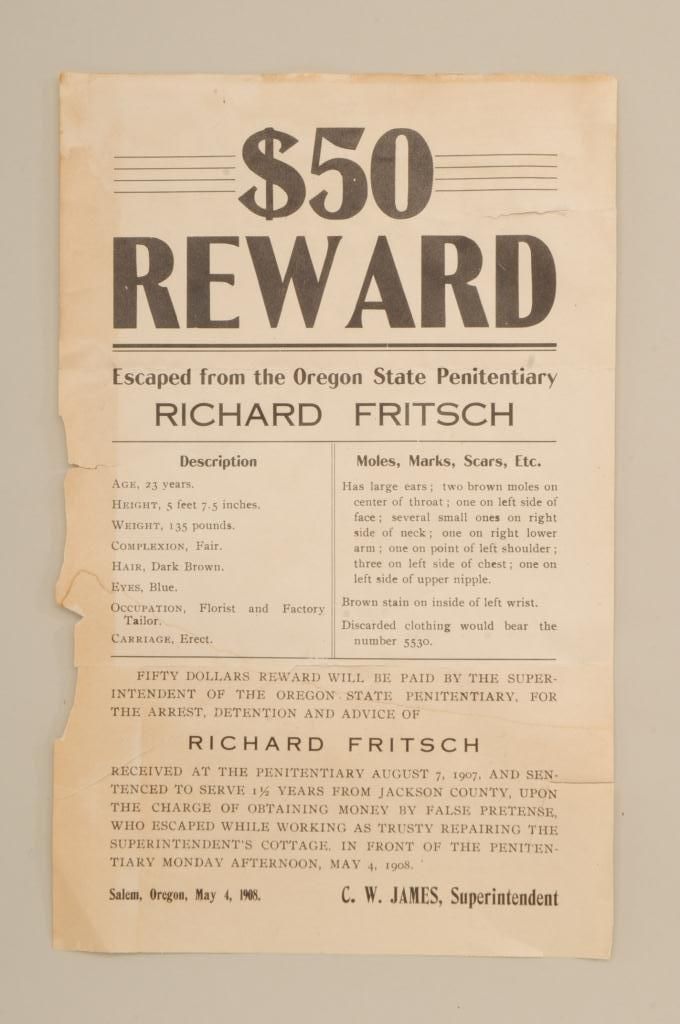 $50
REWARD
Escaped from the Oregon State Penitentiary
RICHARD FRITSCH
Description
AGE, 23 years.
HEIGHT, 5 feet 7.5 inches.
WEIGHT, 135 pounds.
COMPLEXION, Fair.
HAIR, Dark Brown.
EYES, Blue.
OCCUPATION, Florist and Factory
Tailor.
CARRIAGE, Erect.
Moles, Marks, Scars, Etc.
Has large ears; two brown moles on
center of throat; one on left side of
face; several small ones on right
side of neck; one on right lower
arm; one on point of left shoulder;
three on left side of chest; one on
left side of upper nipple.
Brown stain on inside of left wrist.
Discarded clothing would bear the
number 5530.
FIFTY DOLLARS REWARD WILL BE PAID BY THE SUPER-
INTENDENT OF THE OREGON STATE PENITENTIARY, FOR
THE ARREST, DETENTION AND ADVICE OF
RICHARD FRITSCH
RECEIVED AT THE PENITENTIARY AUGUST 7, 1907, AND SEN-
TENCED TO SERVE 1½ YEARS FROM JACKSON COUNTY, UPON
THE CHARGE OF OBTAINING MONEY BY FALSE PRETENSE,
WHO ESCAPED WHILE WORKING AS TRUSTY REPAIRING THE
SUPERINTENDENT'S COTTAGE, IN FRONT OF THE PENITEN-
TIARY MONDAY AFTERNOON, MAY 4, 1908.
Salem, Oregon, May 4, 1908.
C. W. JAMES, Superintendent